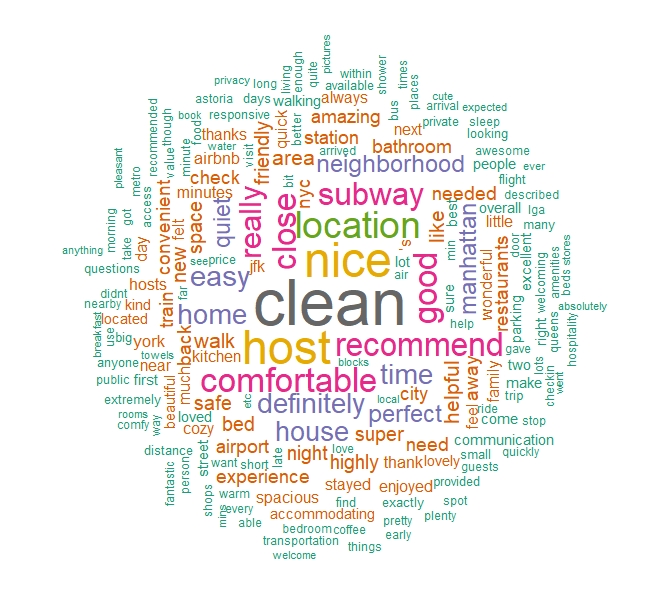 pictures
cute
privacy
long
living
enough
quite
within
available
shower
times
places
astoria
days
walking
always
bus
arrival
expected
book
responsive
better
amazing
next
private
sleep
looking
recommended
though
food
thanks
water
friendly
quick
station
bathroom
awesome
pleasant
value
minute
airbnb
visit
area
arrived
neighborhood
people
ever
metro
check
bit
nyc
subway
needed
flight
described
access
minutes
really
close
location
like
best
overall
lga
many
got
convenient
space
quiet
's
manhattan
little
morning
take
day
new
felt
see
price
nice
lot
air
good
min
sure
wonderful
restaurants
door
excellent
welcoming
amenities
stores
beds
anything
questions
hosts
easy
jfk
clean
parking
right
queens
absolutely
didnt
nearby
kind
train
far
home
help
hospitality
located
breakfast
use
big
york
back
walk
host
recommend
gave
lots
checkin
went
anyone
towels
near
much
kitchen
blocks
away
family
two
public
first
beautiful
comfortable
time
helpful
feel
make
trip
extremely
safe
etc
definitely
local
city
ride
rooms
comfy
way
loved
cozy
bed
house
perfect
come
stop
distance
street
airport
late
love
super
need
communication
fantastic
persone
want
short
night
highly
thank
lovely
small
guests
quickly
shops
experience
stayed
enjoyed
provided
mins
warm
every
able
spacious
find
exactly
spot
accommodating
pretty
plenty
bedroom
coffee
early
transportation
things
welcome